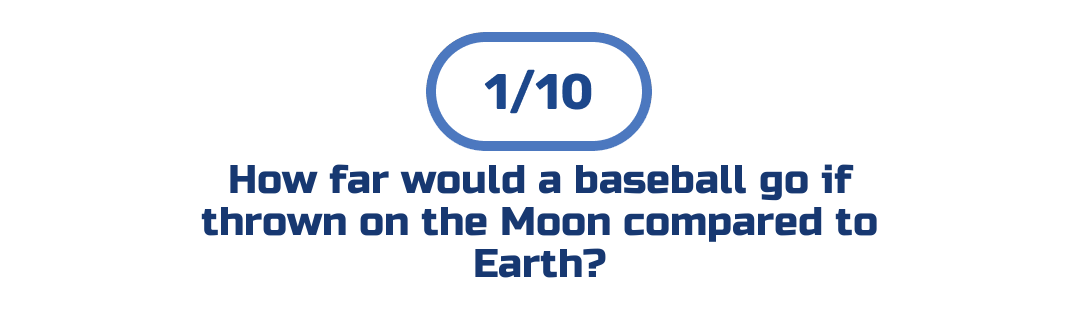 1/10
How far would a baseball go if
thrown on the Moon compared to
Earth?